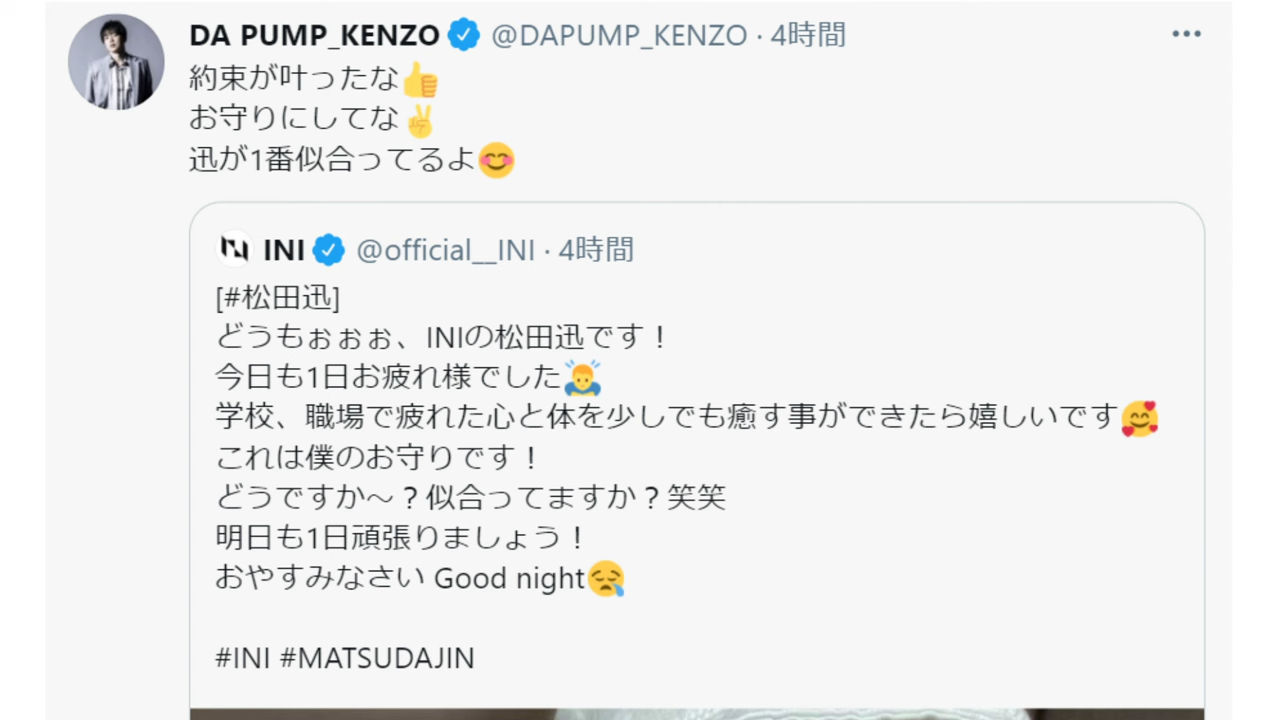 DA PUMP_KENZO @DAPUMP_KENZO · 4時間
約束が叶ったな👍
お守りにしてな✌
迅が1番似合ってるよ😊
INI @official__INI · 4時間
[#松田迅]
どうもぉぉぉ、INIの松田迅です！
今日も1日お疲れ様でした🙇‍♂️
学校、職場で疲れた心と体を少しでも癒す事ができたら嬉しいです🥰
これは僕のお守りです！
どうですか〜？似合ってますか？笑笑
明日も1日頑張りましょう！
おやすみなさい Good night😪
#INI #MATSUDAJIN